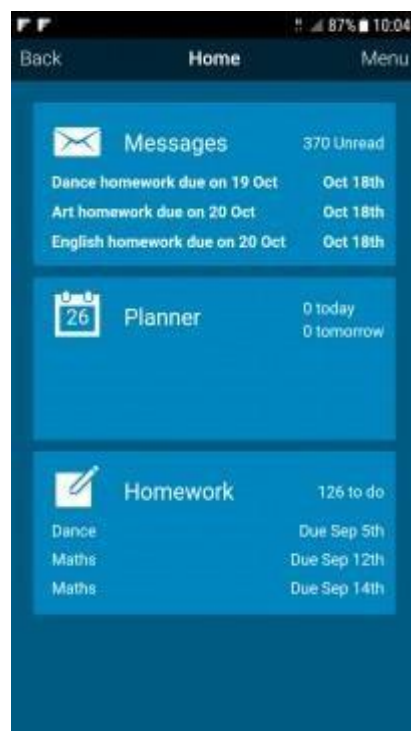 87% 10:04
Back Home Menu
Messages 370 Unread
Dance homework due on 19 Oct Oct 18th
Art homework due on 20 Oct Oct 18th
English homework due on 20 Oct Oct 18th
26 Planner 0 today
0 tomorrow
Homework 126 to do
Dance Due Sep 5th
Maths Due Sep 12th
Maths Due Sep 14th